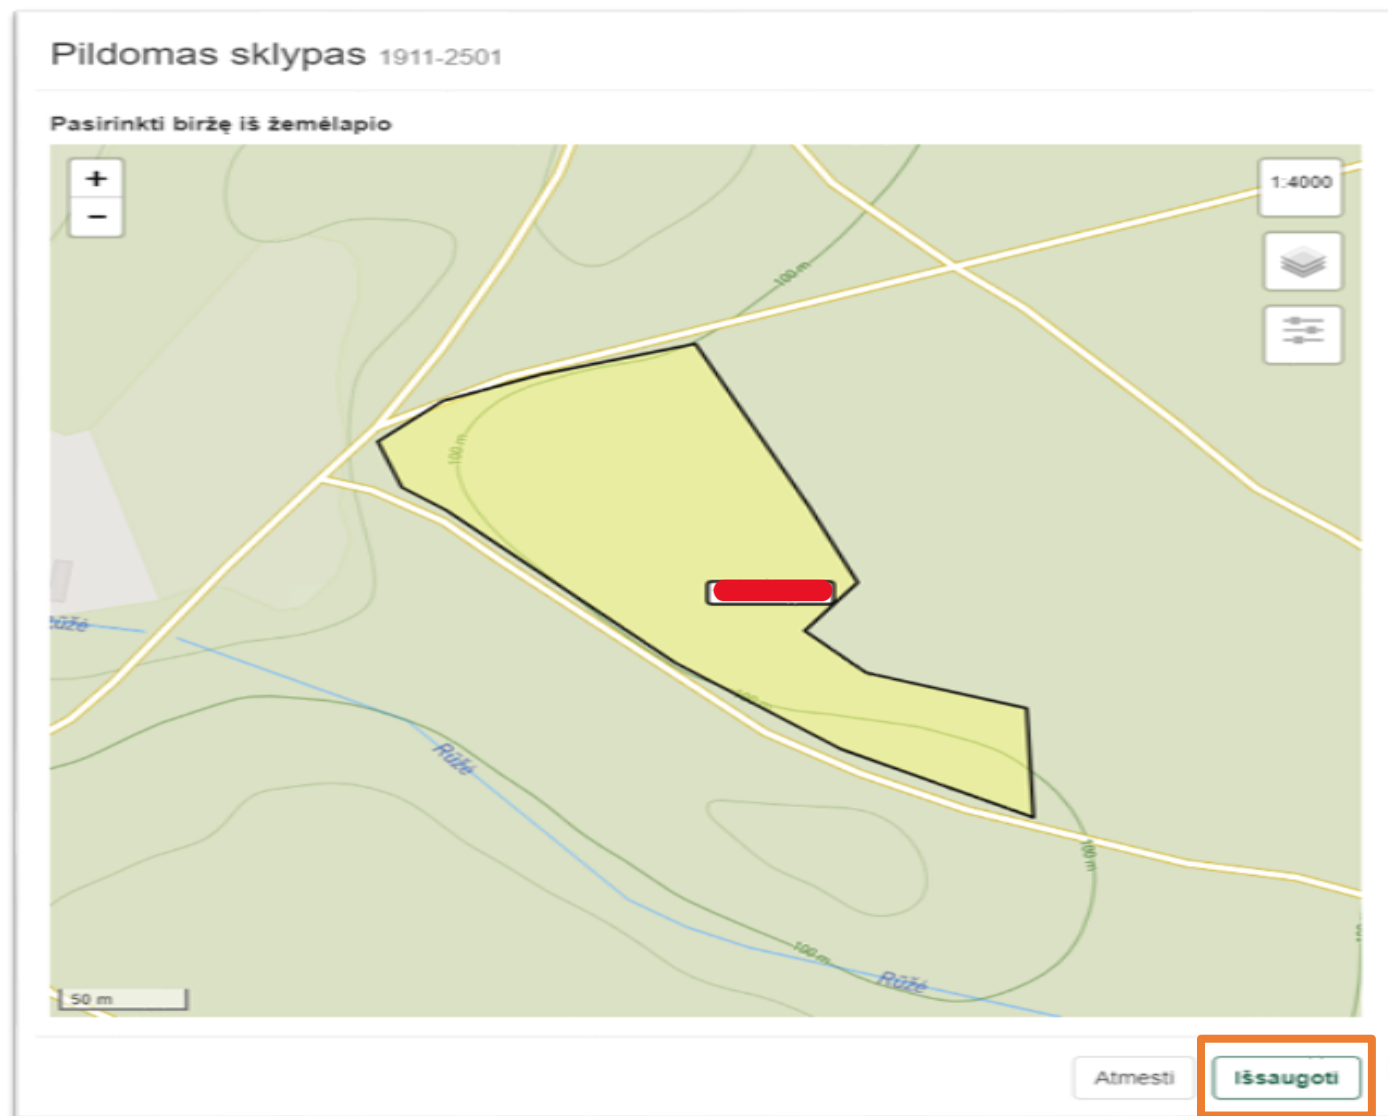 Pildomas sklypas 1911-2501
Pasirinkti biržę iš žemėlapio
+
−
1:4000
100 m
100 m
Rūžė
100 m
Rūžė
100 m
100 m
Rūžė
50 m
Atmesti
Išsaugoti